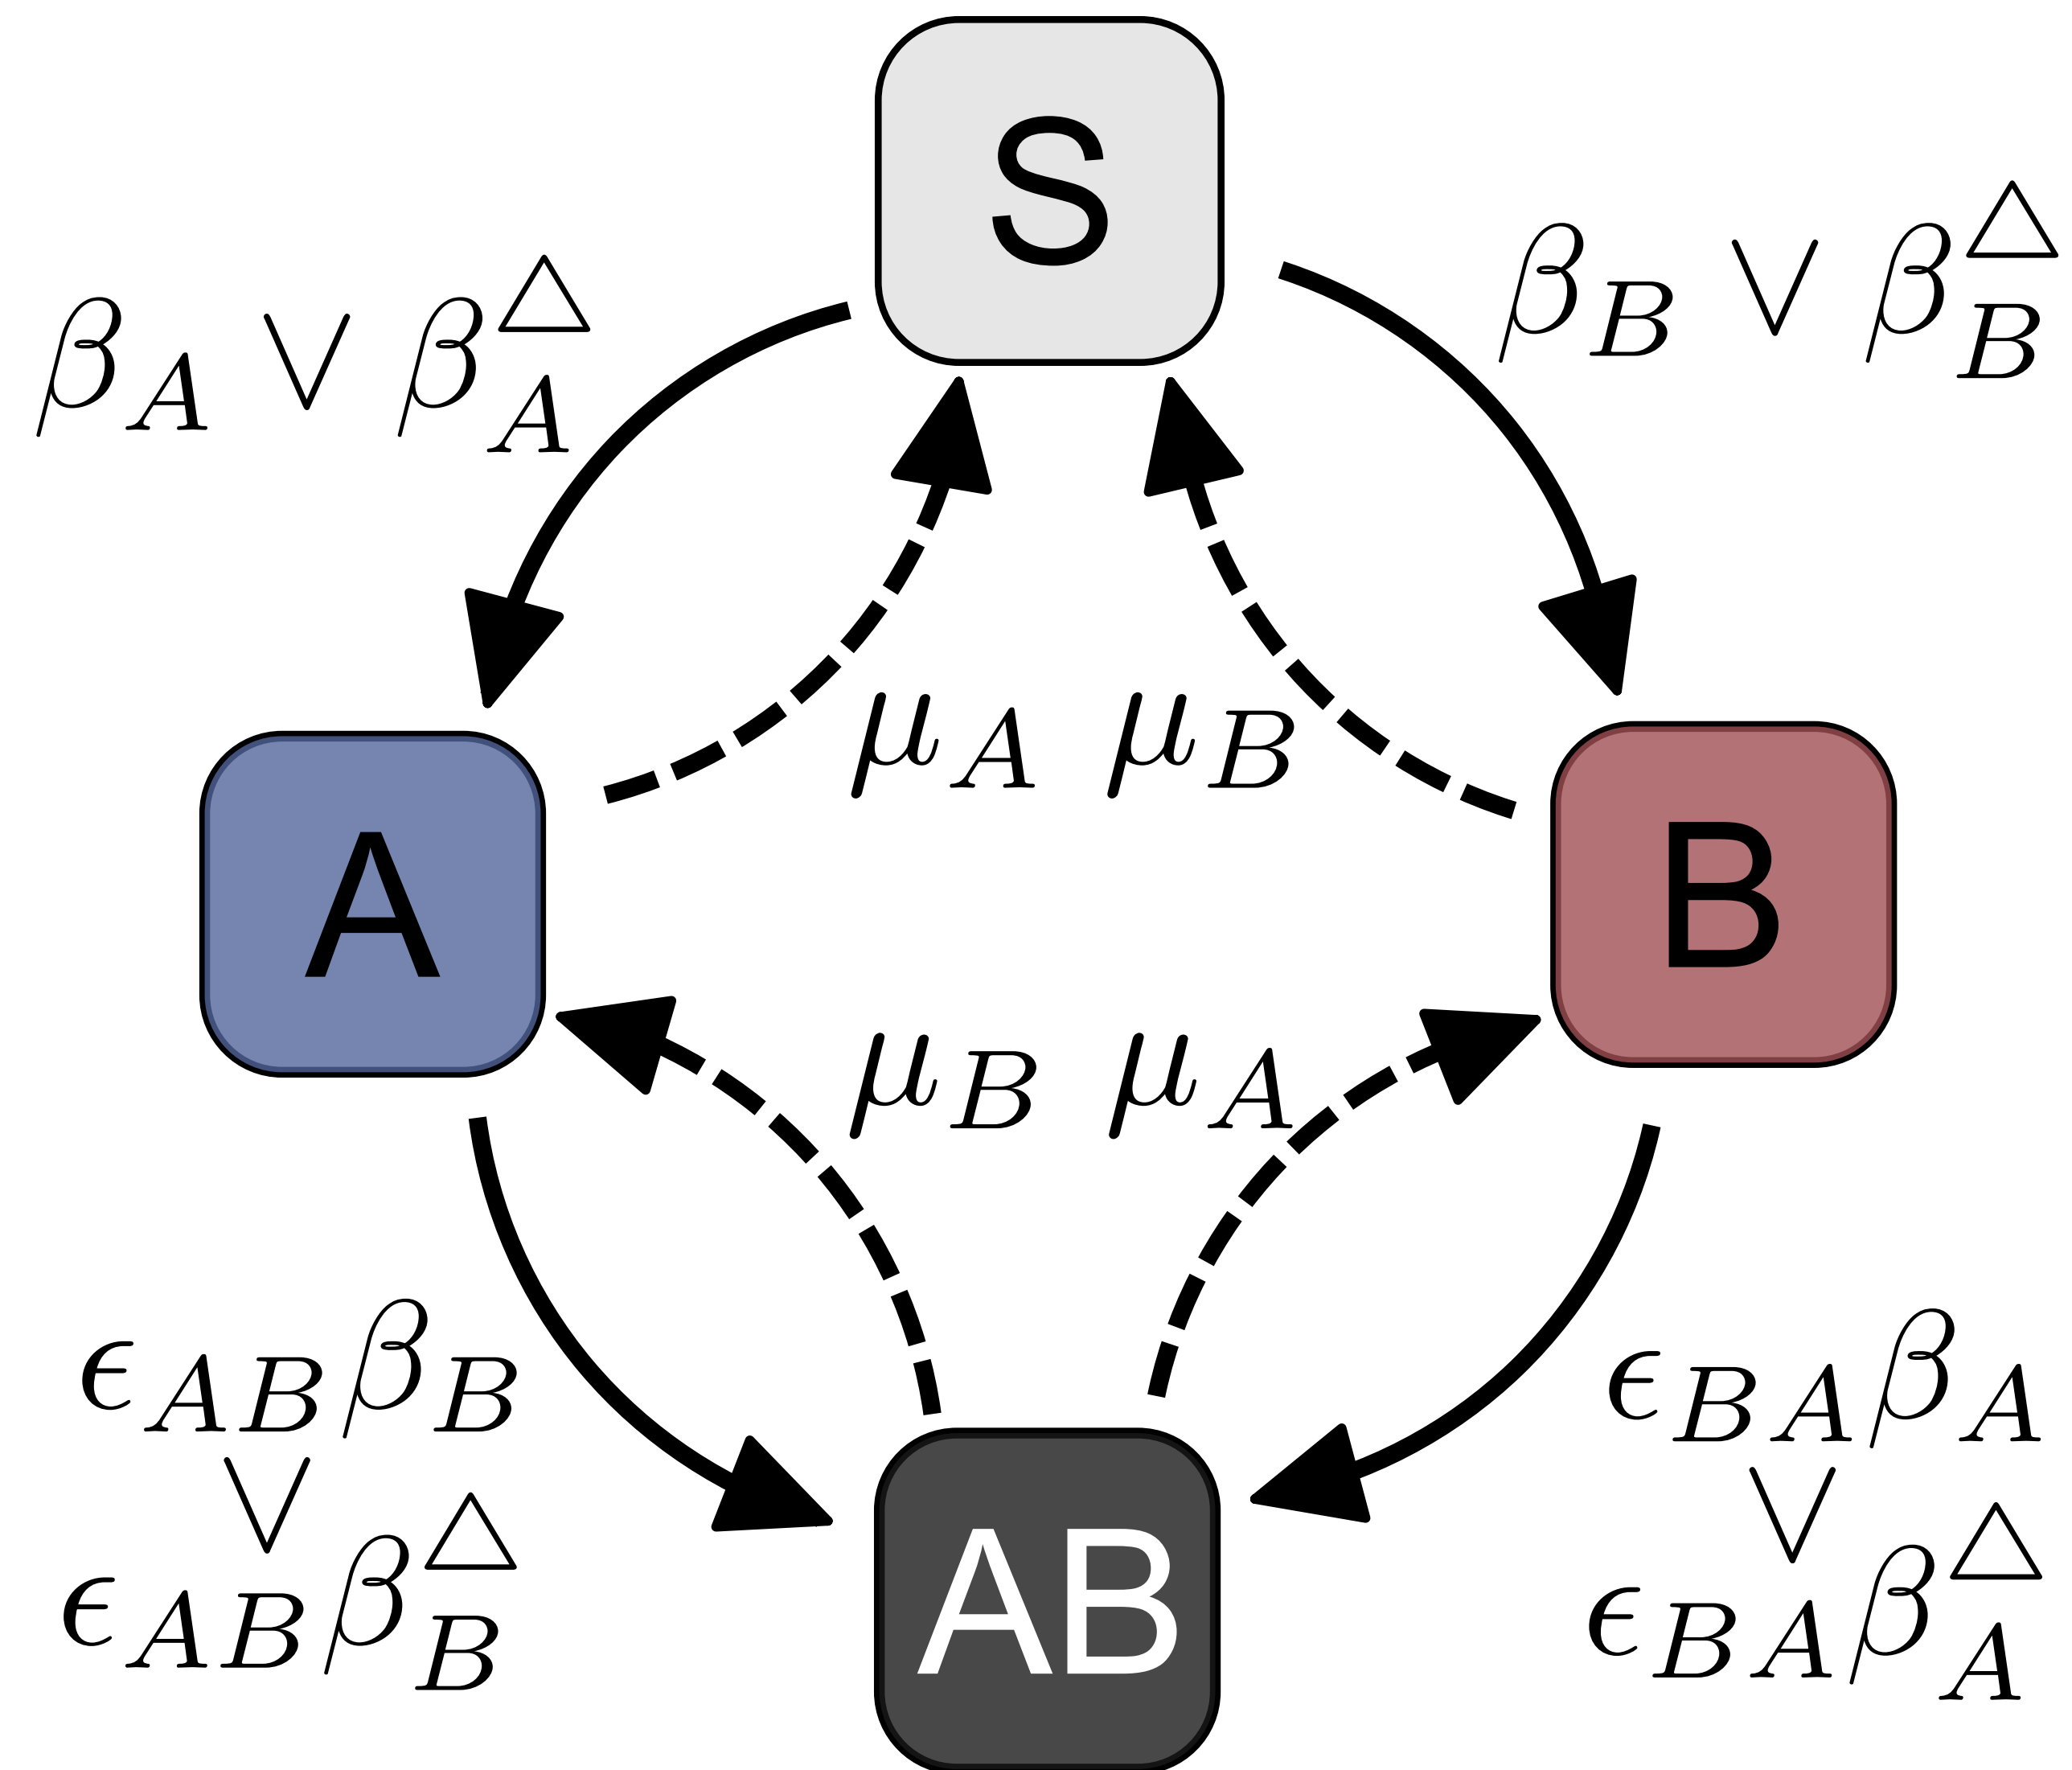 S
β_A ∨ β_A^△
β_B ∨ β_B^△
μ_A μ_B
A
B
μ_B μ_A
ϵ_AB β_B
∨
ϵ_AB β_B^△
ϵ_BA β_A
∨
ϵ_BA β_A^△
AB